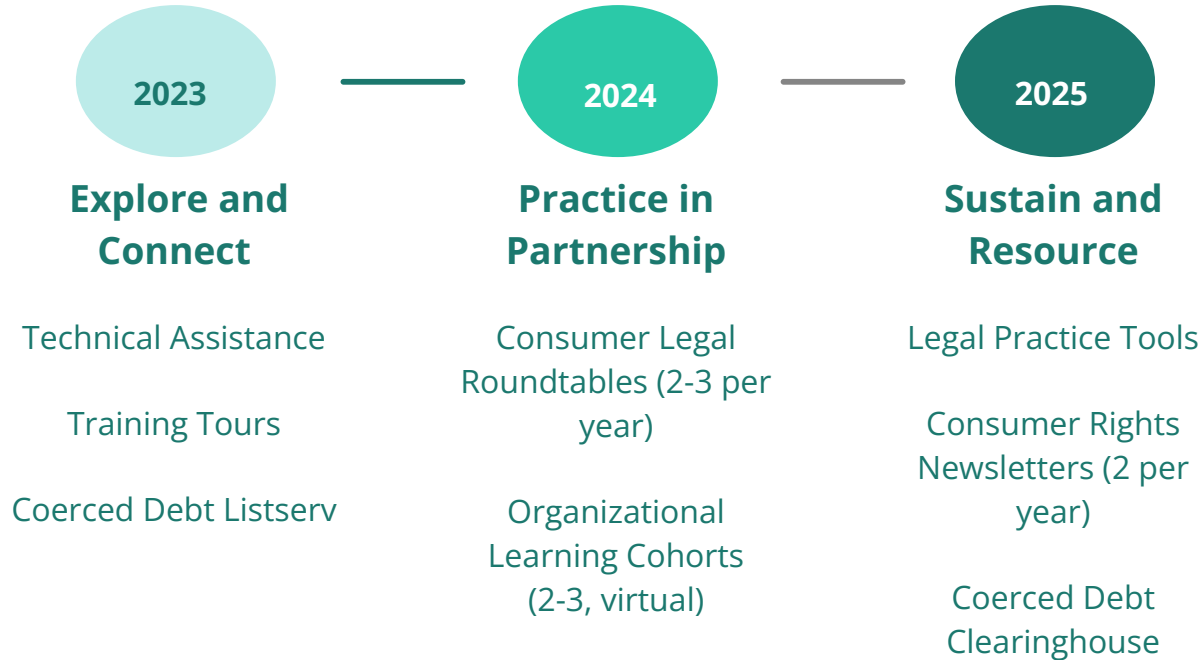 2023
Explore and
Connect
Technical Assistance
Training Tours
Coerced Debt Listserv
2024
Practice in
Partnership
Consumer Legal
Roundtables (2-3 per
year)
Organizational
Learning Cohorts
(2-3, virtual)
2025
Sustain and
Resource
Legal Practice Tools
Consumer Rights
Newsletters (2 per
year)
Coerced Debt
Clearinghouse